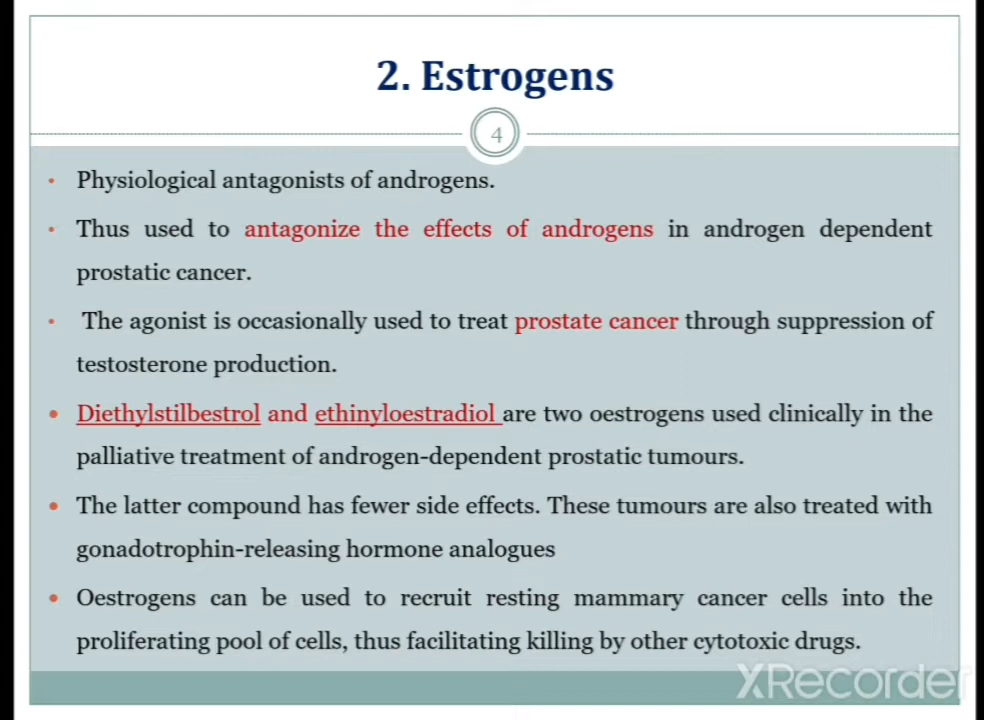 2. Estrogens
4
• Physiological antagonists of androgens.
• Thus used to antagonize the effects of androgens in androgen dependent
prostatic cancer.
• The agonist is occasionally used to treat prostate cancer through suppression of
testosterone production.
• Diethylstilbestrol and ethinyloestradiol are two oestrogens used clinically in the
palliative treatment of androgen-dependent prostatic tumours.
• The latter compound has fewer side effects. These tumours are also treated with
gonadotrophin-releasing hormone analogues
• Oestrogens can be used to recruit resting mammary cancer cells into the
proliferating pool of cells, thus facilitating killing by other cytotoxic drugs.
XRecorder